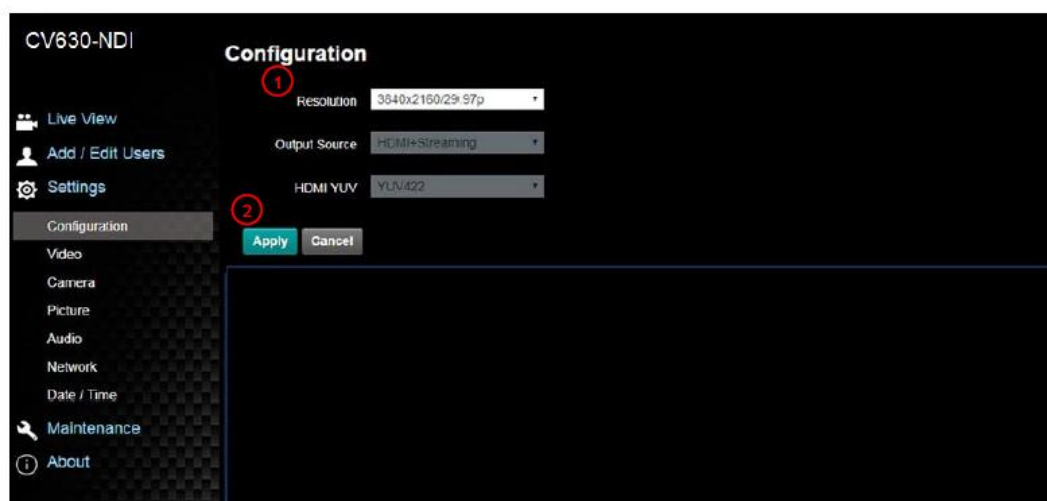 CV630-NDI
Live View
Add / Edit Users
Settings
Configuration
Video
Camera
Picture
Audio
Network
Date / Time
Maintenance
About
Configuration
1
Resolution 3840x2160/29.97p
Output Source HDMI+Streaming
HDMI YUV YUV422
2
Apply Cancel